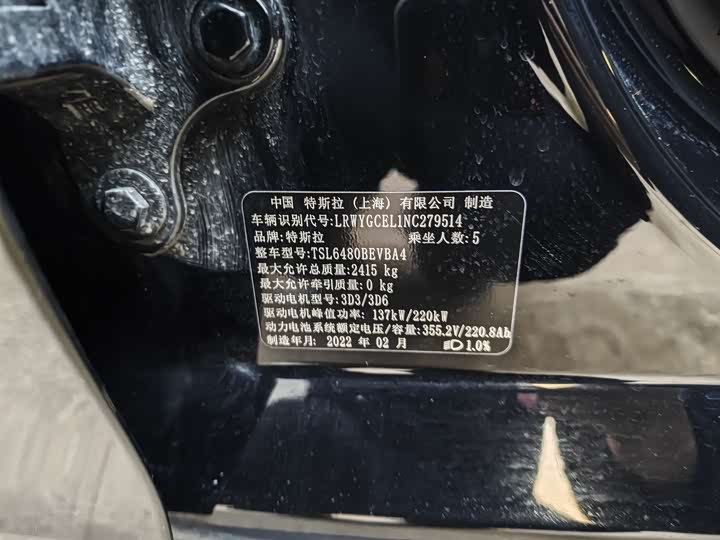 中国 特斯拉(上海)有限公司 制造
车辆识别代号:LRWYGCEL1NC279514
品牌:特斯拉 乘坐人数:5
整车型号:TSL6480BEVBA4
最大允许总质量:2415 kg
最大允许牵引质量:0 kg
驱动电机型号:3D3/3D6
驱动电机峰值功率: 137kW/220kW
动力电池系统额定电压/容量:355.2V/220.8Ah
制造年月: 2022 年 02 月 1.0%